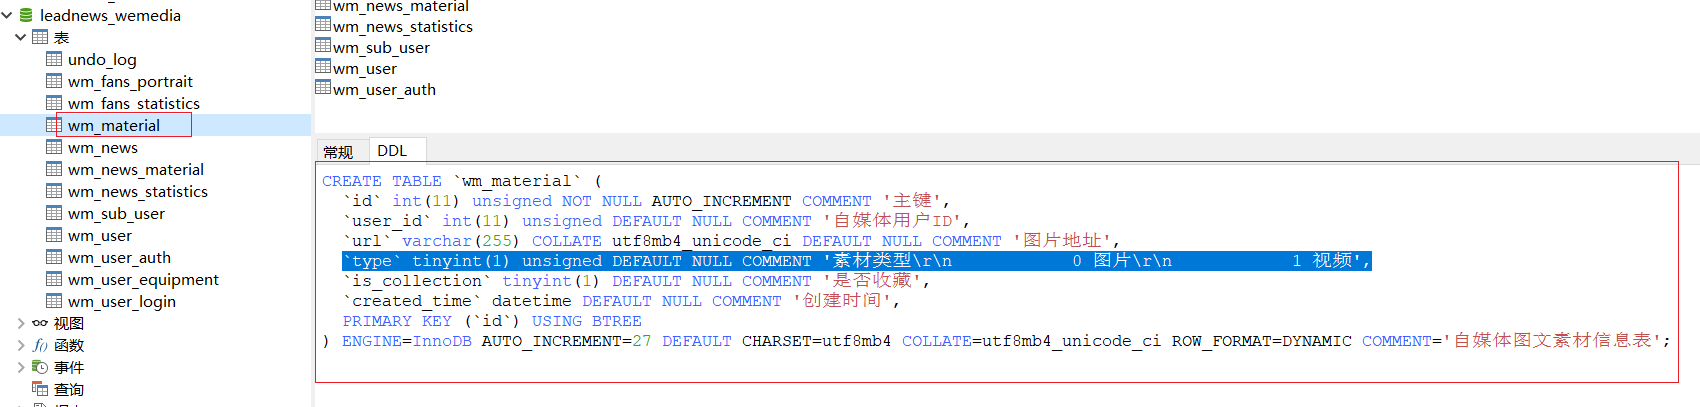 leadnews_wemedia
表
undo_log
wm_fans_portrait
wm_fans_statistics
wm_material
wm_news
wm_news_material
wm_news_statistics
wm_sub_user
wm_user
wm_user_auth
wm_user_equipment
wm_user_login
视图
函数
事件
查询
wm_news_material
wm_news_statistics
wm_sub_user
wm_user
wm_user_auth
常规 DDL
CREATE TABLE `wm_material` (
`id` int(11) unsigned NOT NULL AUTO_INCREMENT COMMENT '主键',
`user_id` int(11) unsigned DEFAULT NULL COMMENT '自媒体用户ID',
`url` varchar(255) COLLATE utf8mb4_unicode_ci DEFAULT NULL COMMENT '图片地址',
`type` tinyint(1) unsigned DEFAULT NULL COMMENT '素材类型\r\n            0 图片\r\n            1 视频',
`is_collection` tinyint(1) DEFAULT NULL COMMENT '是否收藏',
`created_time` datetime DEFAULT NULL COMMENT '创建时间',
PRIMARY KEY (`id`) USING BTREE
) ENGINE=InnoDB AUTO_INCREMENT=27 DEFAULT CHARSET=utf8mb4 COLLATE=utf8mb4_unicode_ci ROW_FORMAT=DYNAMIC COMMENT='自媒体图文素材信息表';